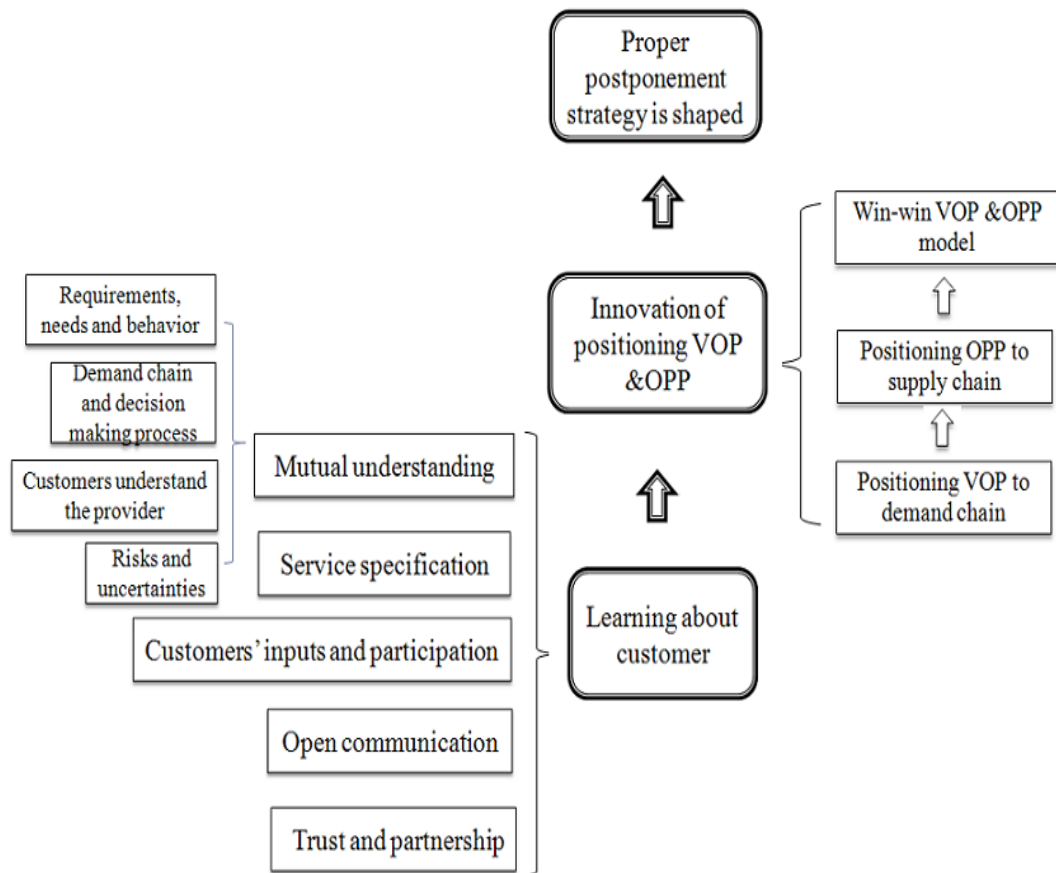 Proper
postponement
strategy is shaped
Win-win VOP &OPP
model
Innovation of
positioning VOP
&OPP
Positioning OPP to
supply chain
Positioning VOP to
demand chain
Requirements,
needs and behavior
Demand chain
and decision
making process
Customers understand
the provider
Risks and
uncertainties
Mutual understanding
Service specification
Customers’ inputs and participation
Open communication
Trust and partnership
Learning about
customer